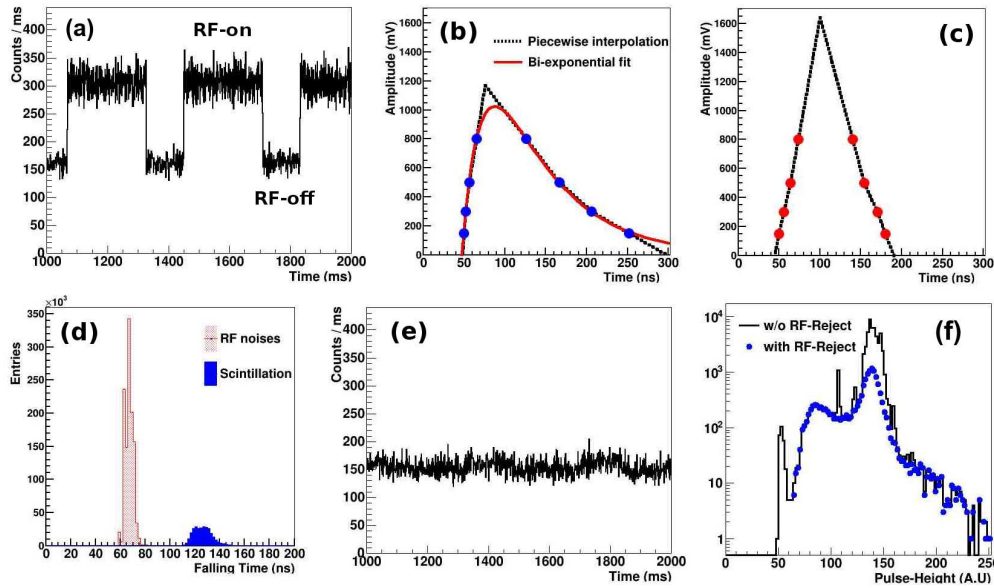 (a)
RF-on
RF-off
Counts / ms
400
350
300
250
200
150
100
50
0
1000 1200 1400 1600 1800 2000
Time (ms)
(b)
Piecewise interpolation
Bi-exponential fit
Amplitude (mV)
1600
1400
1200
1000
800
600
400
200
0
0 50 100 150 200 250 300
Time (ns)
(c)
Amplitude (mV)
1600
1400
1200
1000
800
600
400
200
0
0 50 100 150 200 250 300
Time (ns)
(d)
×10³
RF noises
Scintillation
Entries
350
300
250
200
150
100
50
0
0 20 40 60 80 100 120 140 160 180 200
Falling Time (ns)
(e)
Counts / ms
400
350
300
250
200
150
100
50
0
1000 1200 1400 1600 1800 2000
Time (ms)
(f)
w/o RF-Reject
with RF-Reject
10⁴
10³
10²
10
1
0 50 100 150 200 250
Pulse-Height (A.U)